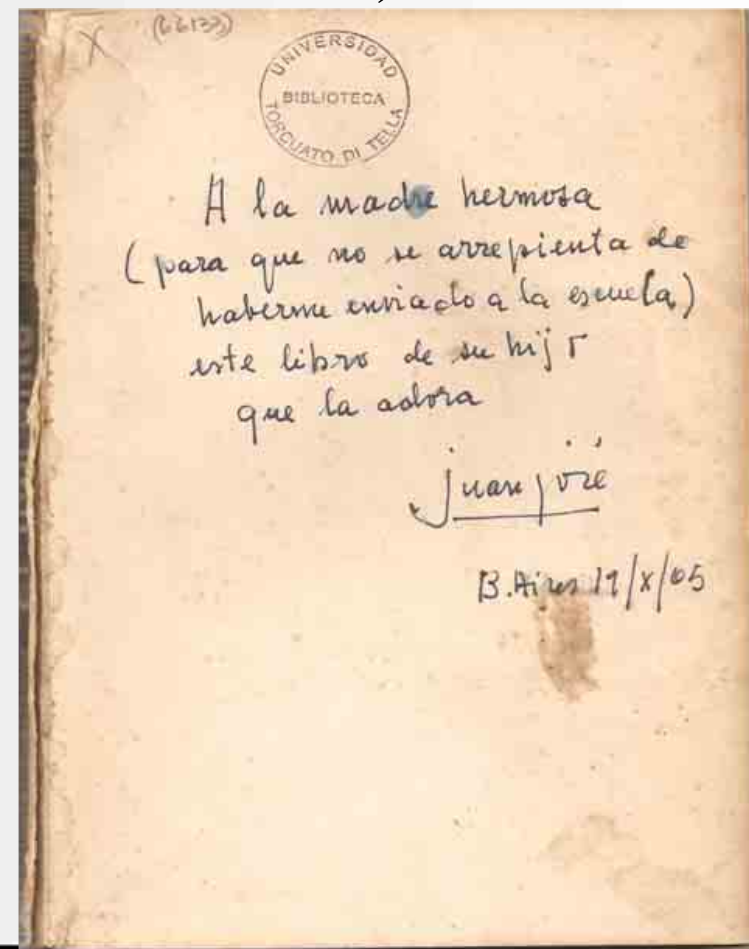 X (66133)
UNIVERSIDAD
BIBLIOTECA
TORCUATO DI TELLA
A la madre hermosa
(para que no se arrepienta de
haberme enviado a la escuela)
este libro de su hijo
que la adora
Juan José
B. Aires 19/X/05